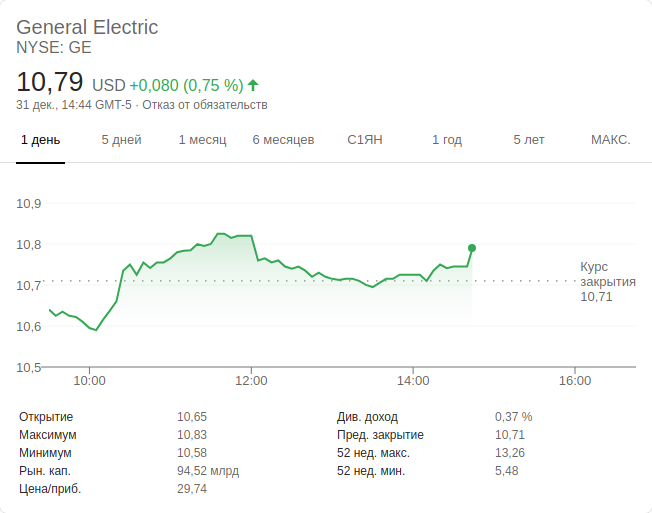 General Electric
NYSE: GE
10,79 USD +0,080 (0,75 %)
31 дек., 14:44 GMT-5 · Отказ от обязательств
1 день 5 дней 1 месяц 6 месяцев С1ЯН 1 год 5 лет МАКС.
10,9
10,8
10,7
10,6
10,5
Курс
закрытия
10,71
10:00 12:00 14:00 16:00
Открытие 10,65
Максимум 10,83
Минимум 10,58
Рын. кап. 94,52 млрд
Цена/приб. 29,74
Див. доход 0,37 %
Пред. закрытие 10,71
52 нед. макс. 13,26
52 нед. мин. 5,48